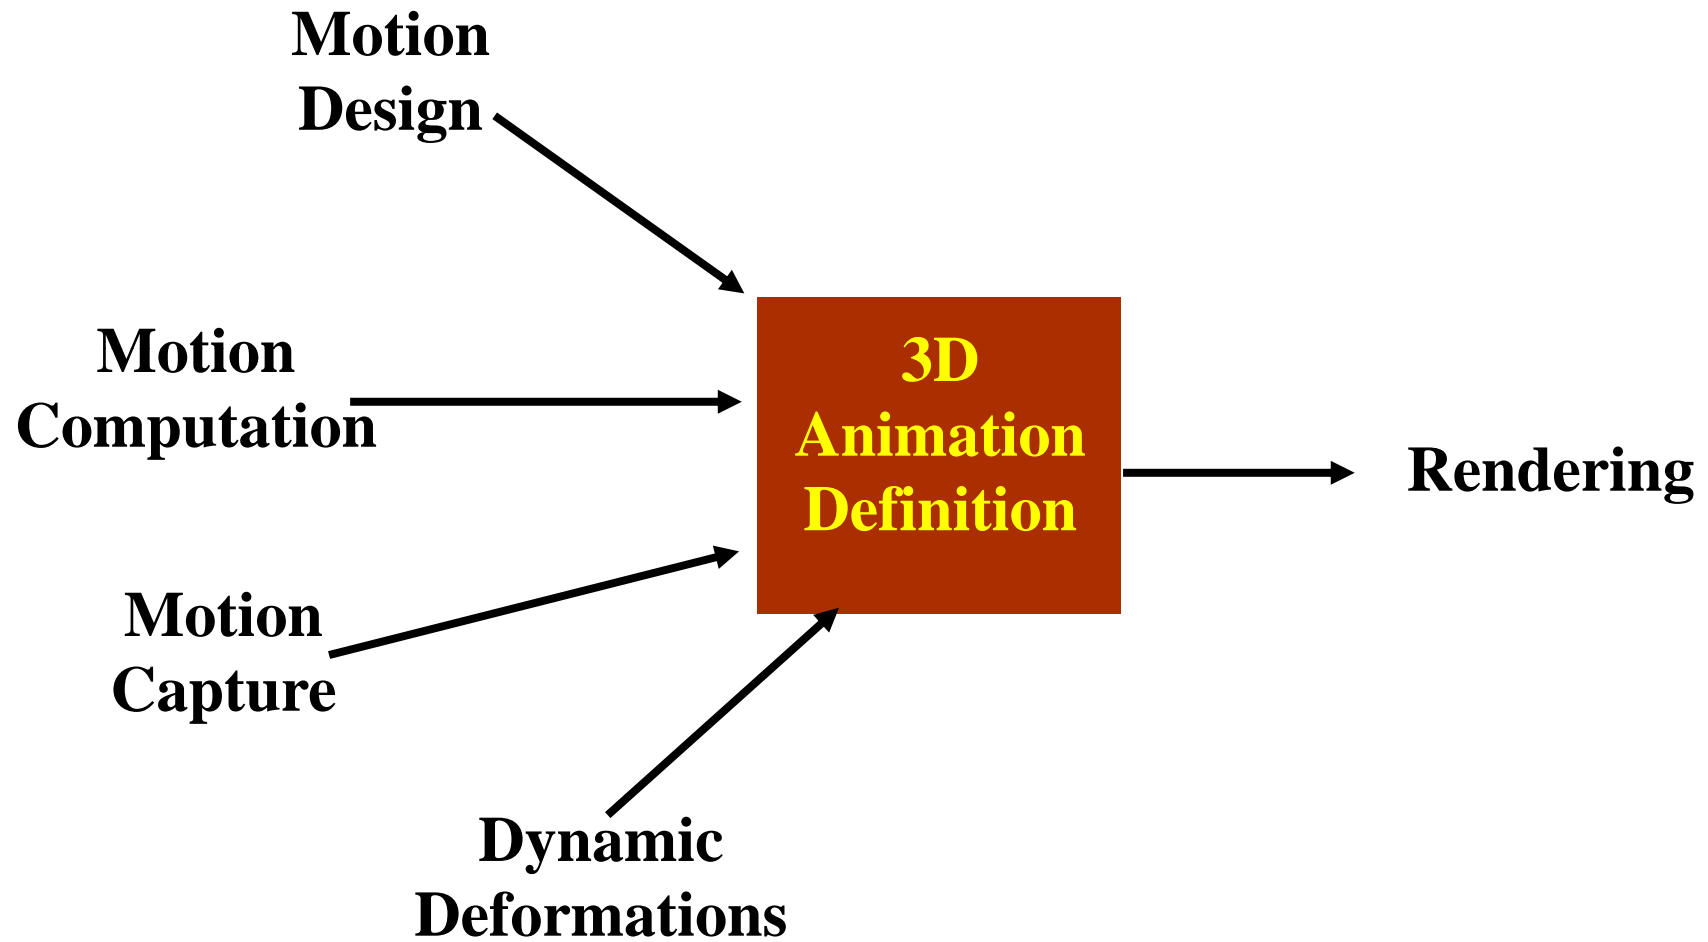 Motion
Design
Motion
Computation
3D
Animation
Definition
Rendering
Motion
Capture
Dynamic
Deformations